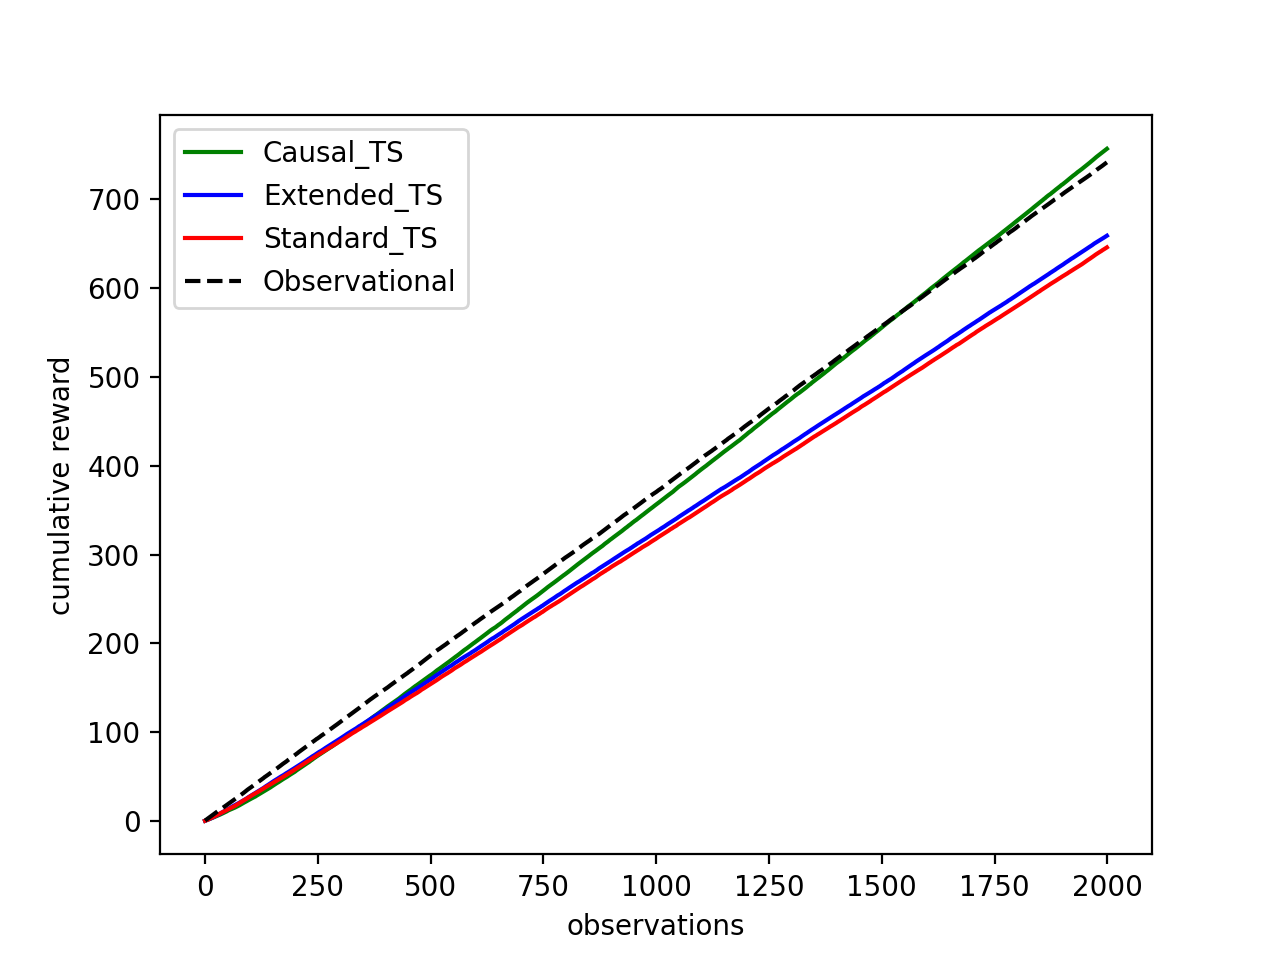 Causal_TS
Extended_TS
Standard_TS
Observational
700
600
500
400
300
200
100
0
cumulative reward
0 250 500 750 1000 1250 1500 1750 2000
observations